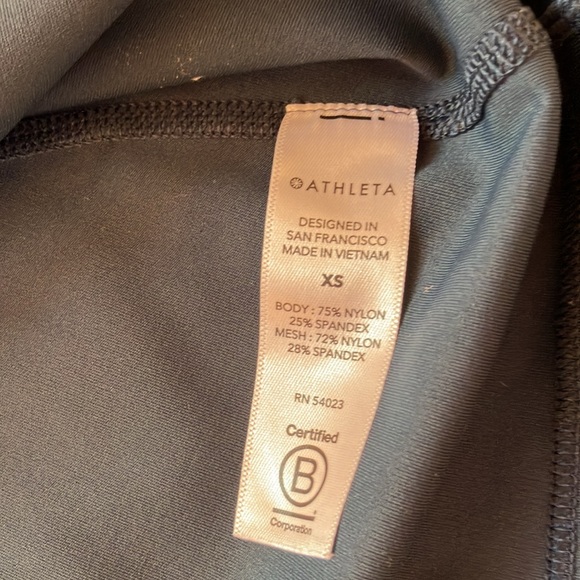 ATHLETA
DESIGNED IN
SAN FRANCISCO
MADE IN VIETNAM
XS
BODY : 75% NYLON
25% SPANDEX
MESH : 72% NYLON
28% SPANDEX
RN 54023
Certified
B
Corporation